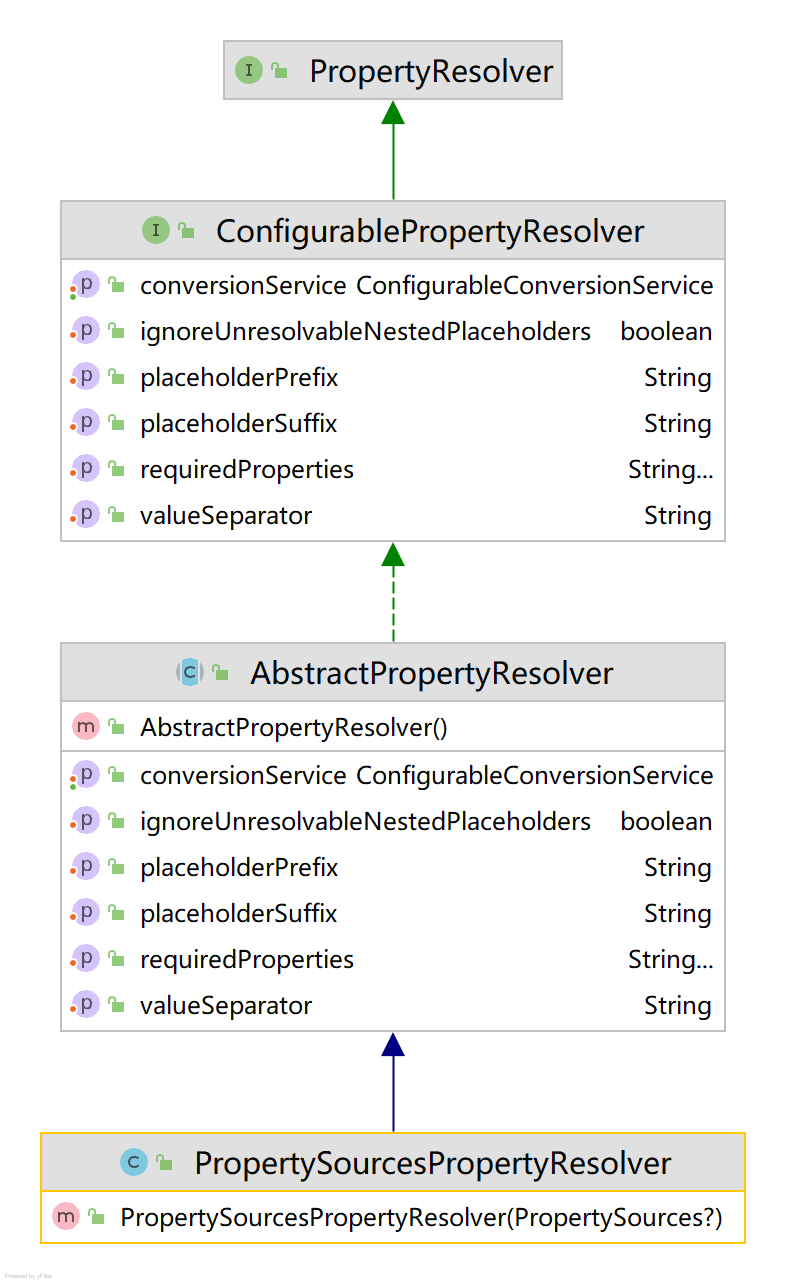 I PropertyResolver
I ConfigurablePropertyResolver
p conversionService ConfigurableConversionService
p ignoreUnresolvableNestedPlaceholders boolean
p placeholderPrefix String
p placeholderSuffix String
p requiredProperties String...
p valueSeparator String
C AbstractPropertyResolver
m AbstractPropertyResolver()
p conversionService ConfigurableConversionService
p ignoreUnresolvableNestedPlaceholders boolean
p placeholderPrefix String
p placeholderSuffix String
p requiredProperties String...
p valueSeparator String
C PropertySourcesPropertyResolver
m PropertySourcesPropertyResolver(PropertySources?)
Powered by yFiles